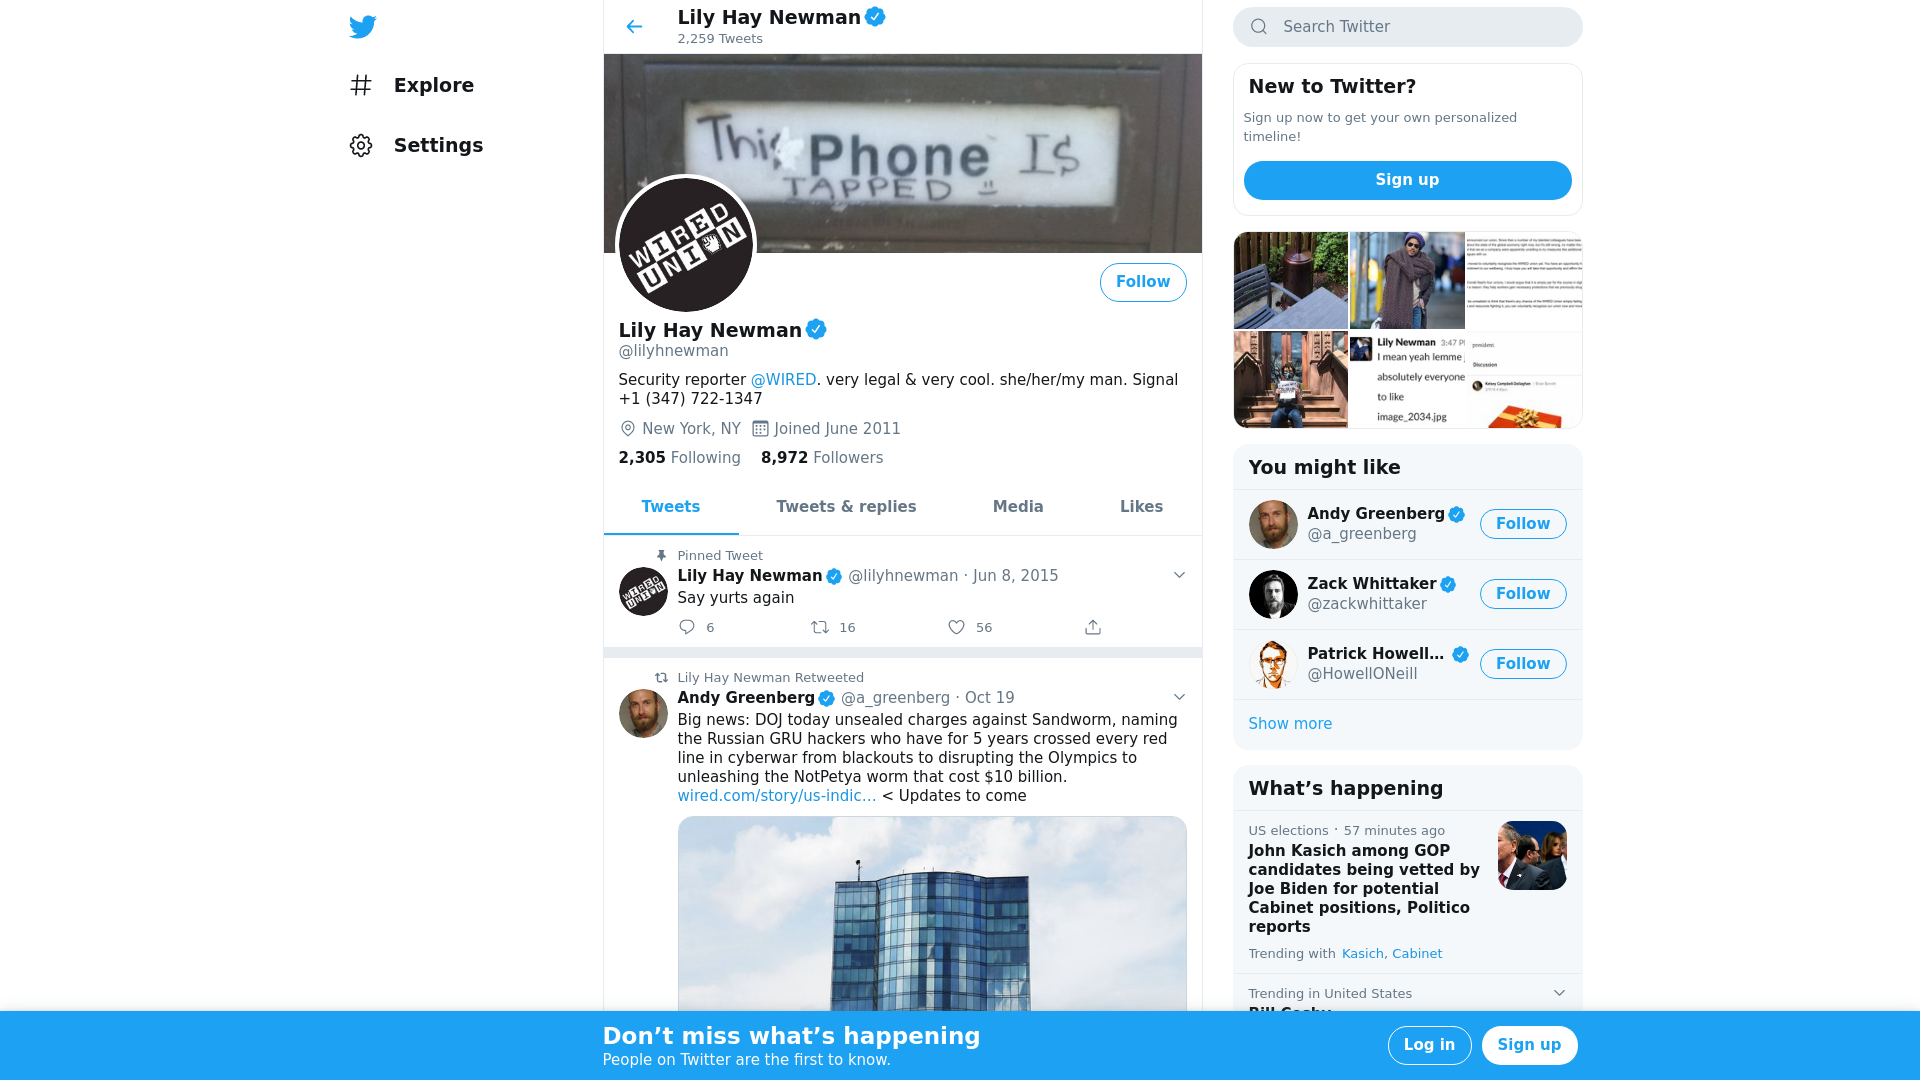 Lily Hay Newman
2,259 Tweets
Explore
Settings
This Phone Is
TAPPED
WIRED
UNION
Follow
Lily Hay Newman
@lilyhnewman
Security reporter @WIRED. very legal & very cool. she/her/my man. Signal
+1 (347) 722-1347
New York, NY Joined June 2011
2,305 Following 8,972 Followers
Tweets Tweets & replies Media Likes
Pinned Tweet
Lily Hay Newman @lilyhnewman · Jun 8, 2015
Say yurts again
6 16 56
Lily Hay Newman Retweeted
Andy Greenberg @a_greenberg · Oct 19
Big news: DOJ today unsealed charges against Sandworm, naming
the Russian GRU hackers who have for 5 years crossed every red
line in cyberwar from blackouts to disrupting the Olympics to
unleashing the NotPetya worm that cost $10 billion.
wired.com/story/us-indic… < Updates to come
Search Twitter
New to Twitter?
Sign up now to get your own personalized
timeline!
Sign up
Lily Newman 3:47 P
I mean yeah lemme
absolutely everyone
to like
image_2034.jpg
president.
Discussion
You might like
Andy Greenberg
@a_greenberg
Follow
Zack Whittaker
@zackwhittaker
Follow
Patrick Howell…
@HowellONeill
Follow
Show more
What’s happening
US elections · 57 minutes ago
John Kasich among GOP
candidates being vetted by
Joe Biden for potential
Cabinet positions, Politico
reports
Trending with Kasich, Cabinet
Trending in United States
Bill Cosby
Don’t miss what’s happening
People on Twitter are the first to know.
Log in
Sign up